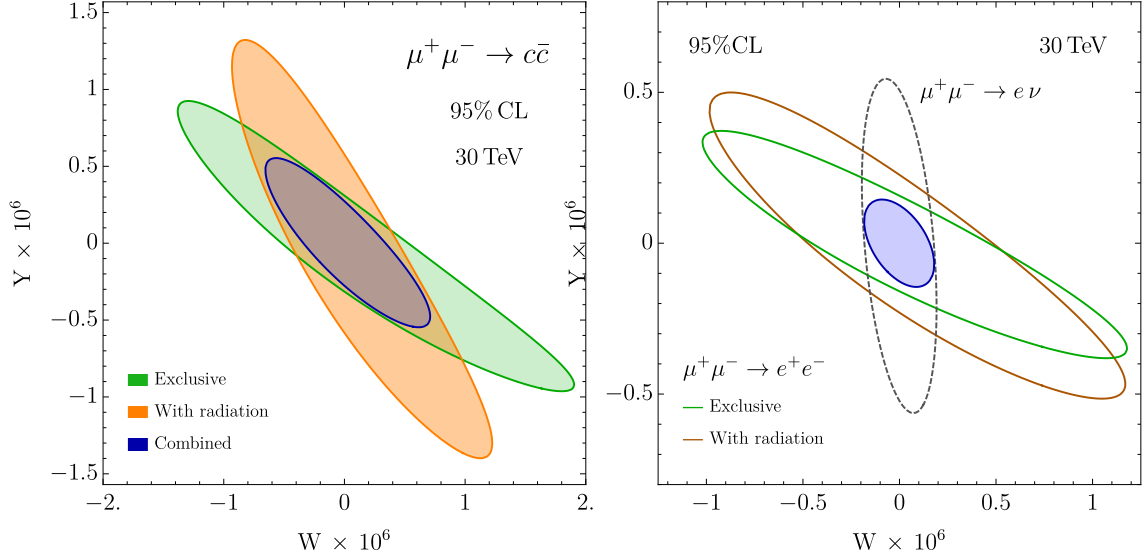 μ⁺μ⁻ → cc̄
95% CL
30 TeV
Exclusive
With radiation
Combined
1.5
1
0.5
0
−0.5
−1
−1.5
Y × 10⁶
−2.
−1
0
1
2.
W × 10⁶
95%CL
30 TeV
μ⁺μ⁻ → e ν
μ⁺μ⁻ → e⁺e⁻
Exclusive
With radiation
0.5
0
−0.5
Y × 10⁶
−1
−0.5
0
0.5
1
W × 10⁶